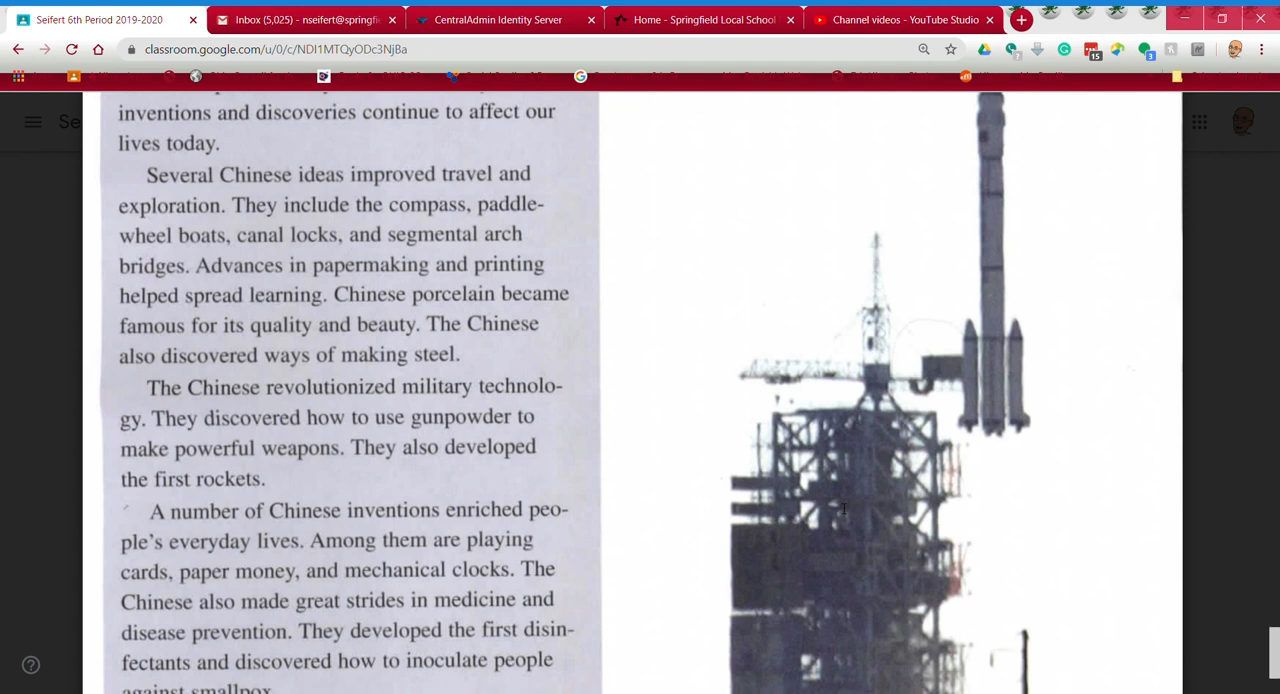 Seifert 6th Period 2019-2020
Inbox (5,025) - nseifert@springfie
CentralAdmin Identity Server
Home - Springfield Local School
Channel videos - YouTube Studio
classroom.google.com/u/0/c/NDI1MTQyODc3NjBa
15
3
Se
inventions and discoveries continue to affect our
lives today.
Several Chinese ideas improved travel and
exploration. They include the compass, paddle-
wheel boats, canal locks, and segmental arch
bridges. Advances in papermaking and printing
helped spread learning. Chinese porcelain became
famous for its quality and beauty. The Chinese
also discovered ways of making steel.
The Chinese revolutionized military technolo-
gy. They discovered how to use gunpowder to
make powerful weapons. They also developed
the first rockets.
A number of Chinese inventions enriched peo-
ple's everyday lives. Among them are playing
cards, paper money, and mechanical clocks. The
Chinese also made great strides in medicine and
disease prevention. They developed the first disin-
fectants and discovered how to inoculate people
against smallpox.